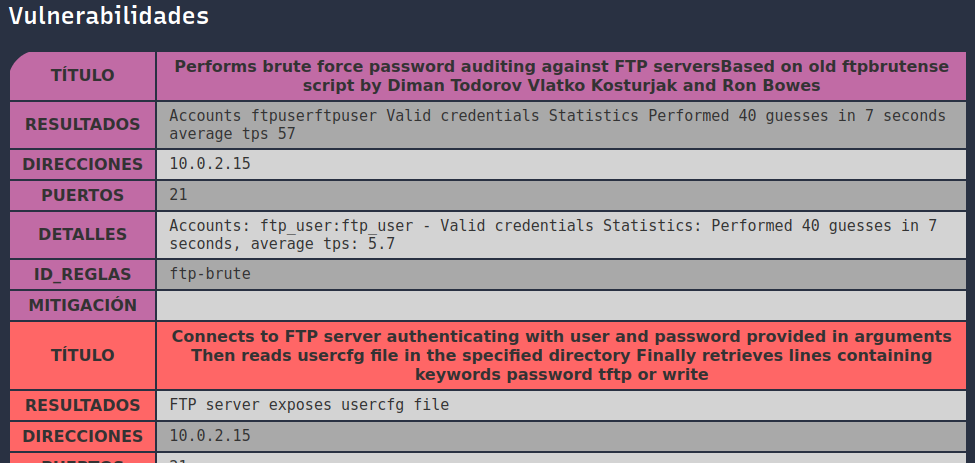 Vulnerabilidades
TÍTULO
Performs brute force password auditing against FTP serversBased on old ftpbrutense
script by Diman Todorov Vlatko Kosturjak and Ron Bowes
RESULTADOS
Accounts ftpuserftpuser Valid credentials Statistics Performed 40 guesses in 7 seconds
average tps 57
DIRECCIONES
10.0.2.15
PUERTOS
21
DETALLES
Accounts: ftp_user:ftp_user - Valid credentials Statistics: Performed 40 guesses in 7
seconds, average tps: 5.7
ID_REGLAS
ftp-brute
MITIGACIÓN
TÍTULO
Connects to FTP server authenticating with user and password provided in arguments
Then reads usercfg file in the specified directory Finally retrieves lines containing
keywords password tftp or write
RESULTADOS
FTP server exposes usercfg file
DIRECCIONES
10.0.2.15
PUERTOS
21